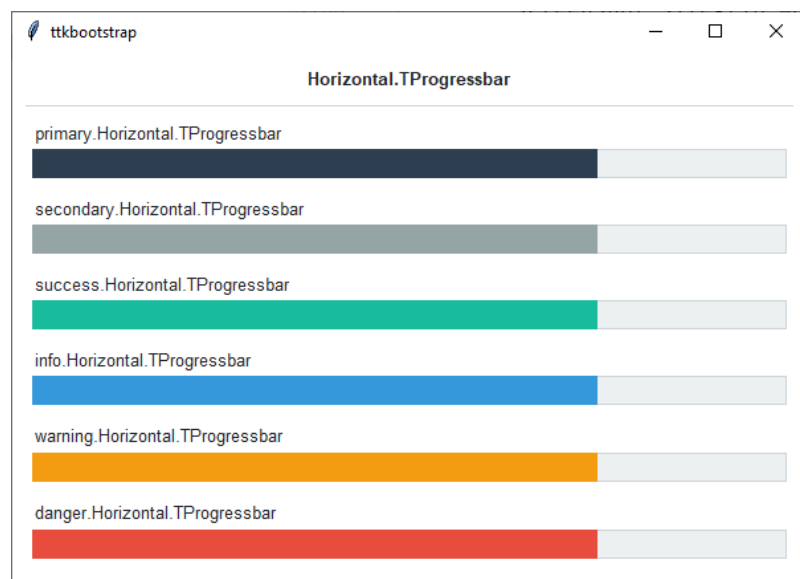 ttkbootstrap
Horizontal.TProgressbar
primary.Horizontal.TProgressbar
secondary.Horizontal.TProgressbar
success.Horizontal.TProgressbar
info.Horizontal.TProgressbar
warning.Horizontal.TProgressbar
danger.Horizontal.TProgressbar